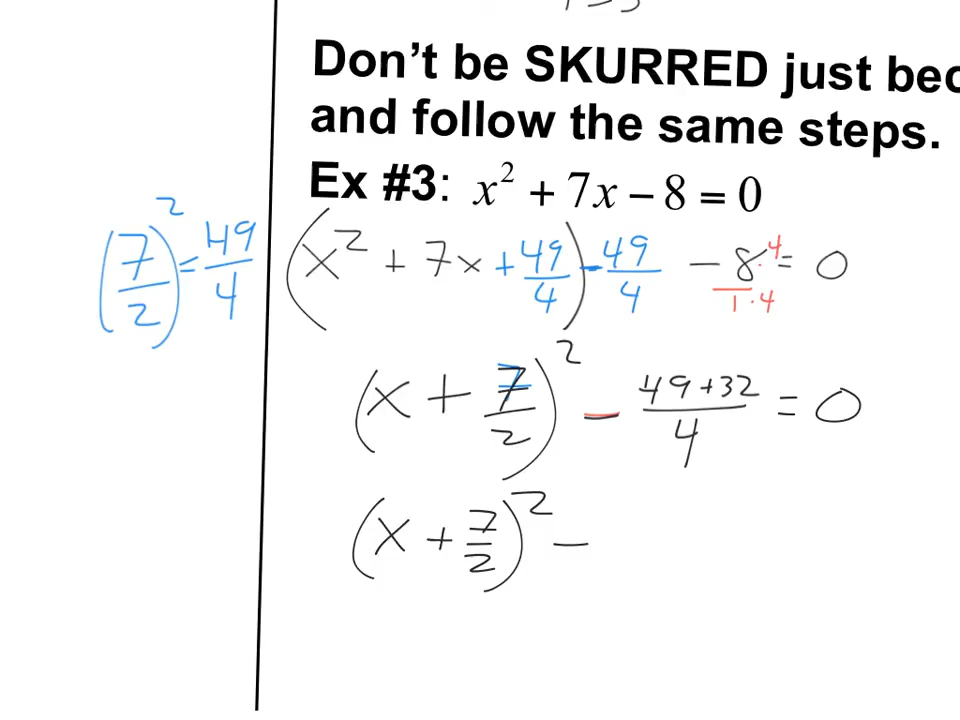 Don't be SKURRED just bec
and follow the same steps.
Ex #3: x² + 7x − 8 = 0
(7/2)² = 49/4 (x² + 7x + 49/4) - 49/4 - 8·4/1·4 = 0
(x + 7/2)² - 49+32/4 = 0
(x + 7/2)² -